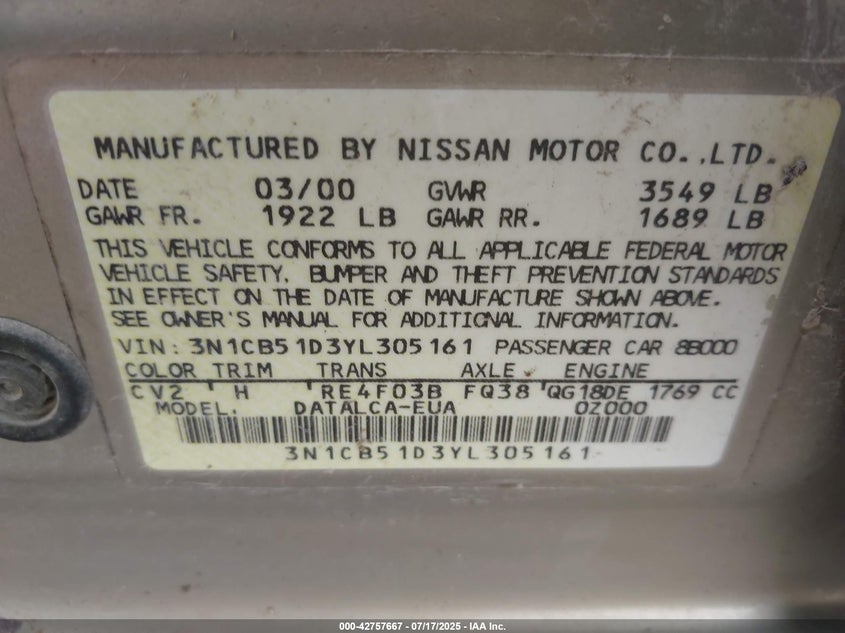 MANUFACTURED BY NISSAN MOTOR CO.,LTD.
DATE 03/00 GVWR 3549 LB
GAWR FR. 1922 LB GAWR RR. 1689 LB
THIS VEHICLE CONFORMS TO ALL APPLICABLE FEDERAL MOTOR
VEHICLE SAFETY, BUMPER AND THEFT PREVENTION STANDARDS
IN EFFECT ON THE DATE OF MANUFACTURE SHOWN ABOVE.
SEE OWNER'S MANUAL FOR ADDITIONAL INFORMATION.
VIN: 3N1CB51D3YL305161 PASSENGER CAR 8B000
COLOR TRIM TRANS AXLE ENGINE
CV2 ' H ' RE4F03B FQ38 'QG18DE 1769 CC
MODEL. DATALCA-EUA 0Z000
3N1CB51D3YL305161
000-42757667 - 07/17/2025 - IAA Inc.